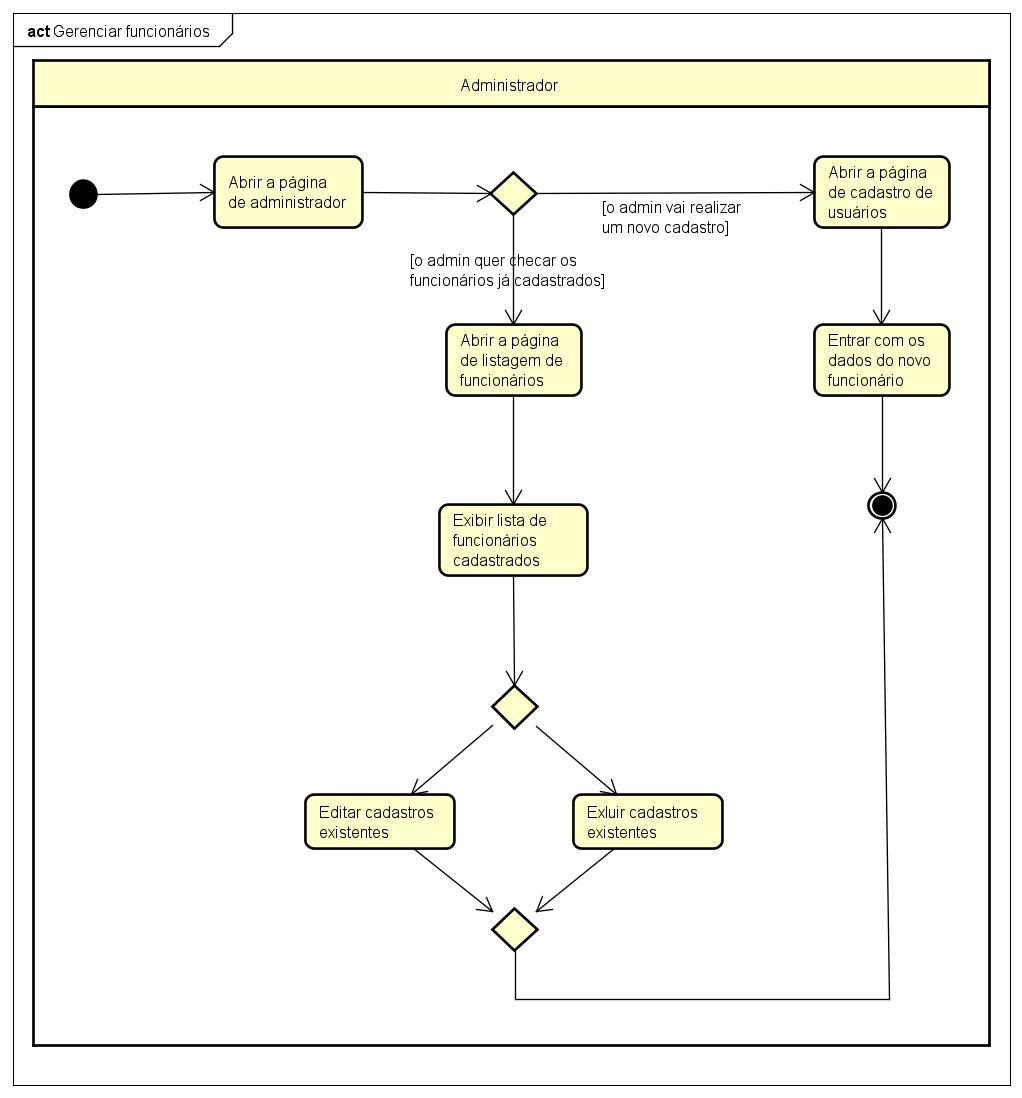 act Gerenciar funcionários
Administrador
Abrir a página
de administrador
[o admin vai realizar
um novo cadastro]
Abrir a página
de cadastro de
usuários
[o admin quer checar os
funcionários já cadastrados]
Abrir a página
de listagem de
funcionários
Entrar com os
dados do novo
funcionário
Exibir lista de
funcionários
cadastrados
Editar cadastros
existentes
Exluir cadastros
existentes